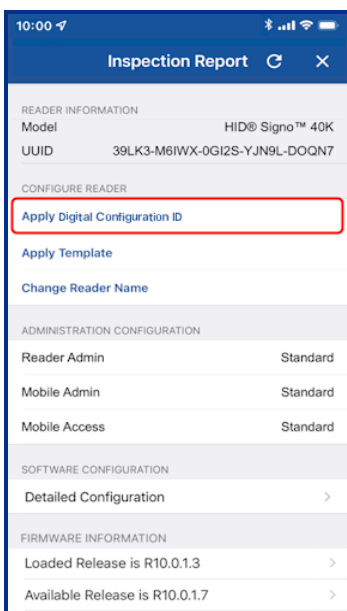 10:00
Inspection Report
READER INFORMATION
Model HID® Signo™ 40K
UUID 39LK3-M6IWX-0GI2S-YJN9L-DOQN7
CONFIGURE READER
Apply Digital Configuration ID
Apply Template
Change Reader Name
ADMINISTRATION CONFIGURATION
Reader Admin Standard
Mobile Admin Standard
Mobile Access Standard
SOFTWARE CONFIGURATION
Detailed Configuration
FIRMWARE INFORMATION
Loaded Release is R10.0.1.3
Available Release is R10.0.1.7